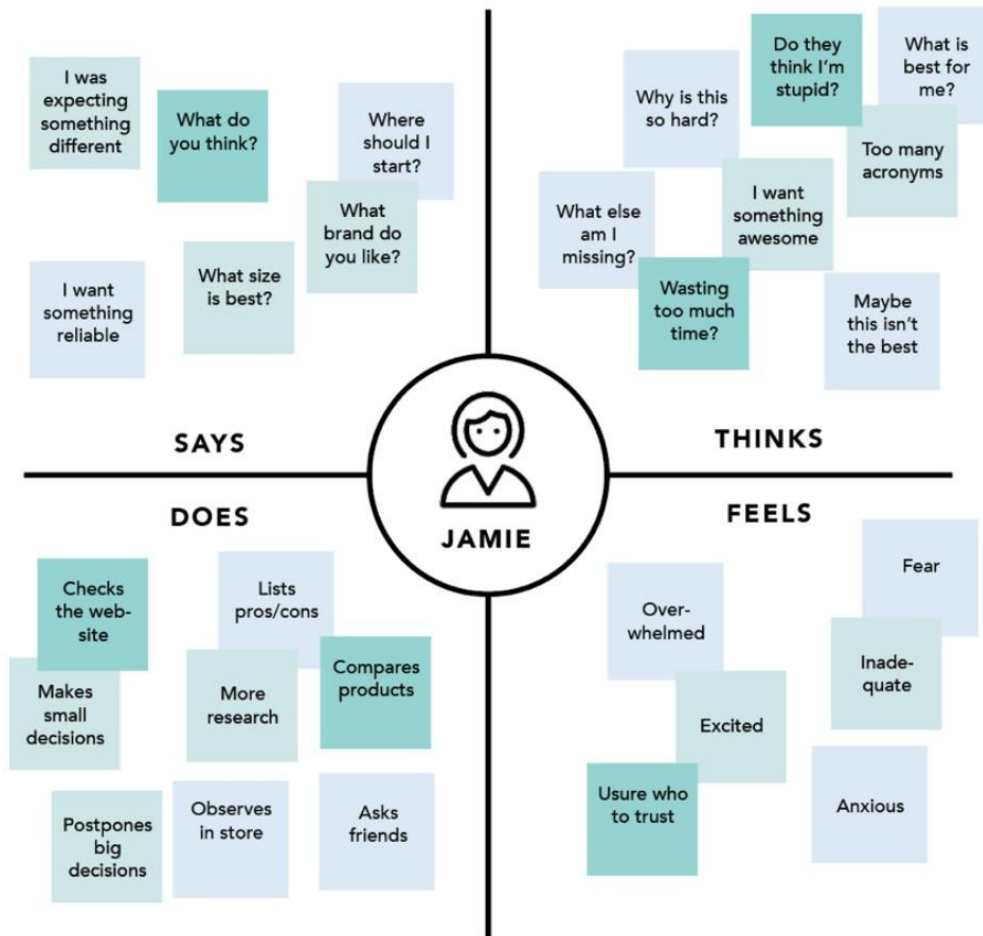 I was
expecting
something
different
What do
you think?
Where
should I
start?
What
brand do
you like?
What size
is best?
I want
something
reliable
SAYS
Do they
think I'm
stupid?
What is
best for
me?
Why is this
so hard?
Too many
acronyms
I want
something
awesome
What else
am I
missing?
Wasting
too much
time?
Maybe
this isn't
the best
THINKS
JAMIE
DOES
Checks
the web-
site
Lists
pros/cons
Compares
products
Makes
small
decisions
More
research
Postpones
big
decisions
Observes
in store
Asks
friends
FEELS
Fear
Over-
whelmed
Inade-
quate
Excited
Usure who
to trust
Anxious